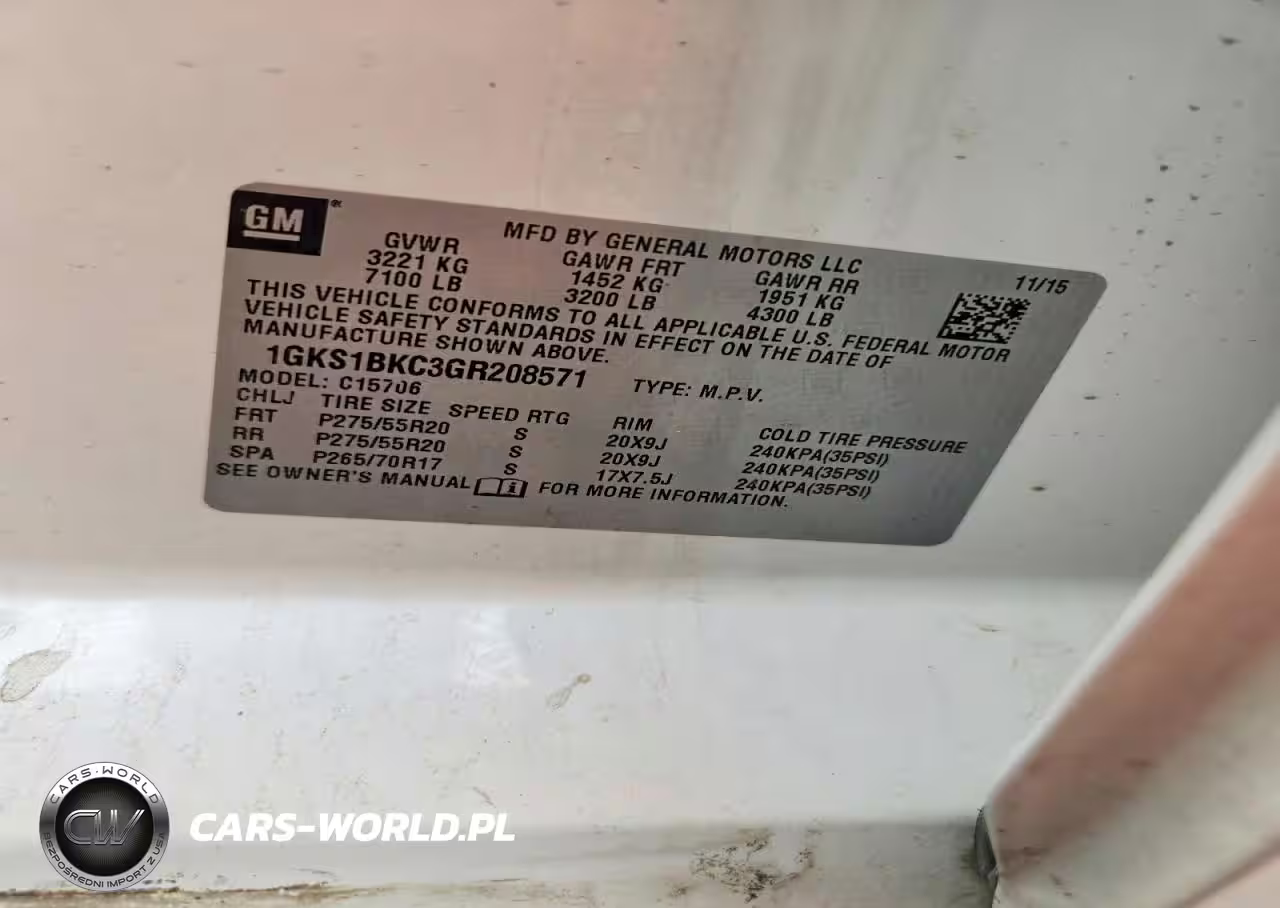 GM
MFD BY GENERAL MOTORS LLC
11/15
GVWR GAWR FRT GAWR RR
3221 KG 1452 KG 1951 KG
7100 LB 3200 LB 4300 LB
THIS VEHICLE CONFORMS TO ALL APPLICABLE U.S. FEDERAL MOTOR
VEHICLE SAFETY STANDARDS IN EFFECT ON THE DATE OF
MANUFACTURE SHOWN ABOVE.
1GKS1BKC3GR208571 TYPE: M.P.V.
MODEL: C15706
CHLJ TIRE SIZE SPEED RTG RIM COLD TIRE PRESSURE
FRT P275/55R20 S 20X9J 240KPA(35PSI)
RR P275/55R20 S 20X9J 240KPA(35PSI)
SPA P265/70R17 S 17X7.5J 240KPA(35PSI)
SEE OWNER'S MANUAL FOR MORE INFORMATION.
CARS-WORLD
CW
BEZPOŚREDNI IMPORT Z USA
CARS-WORLD.PL